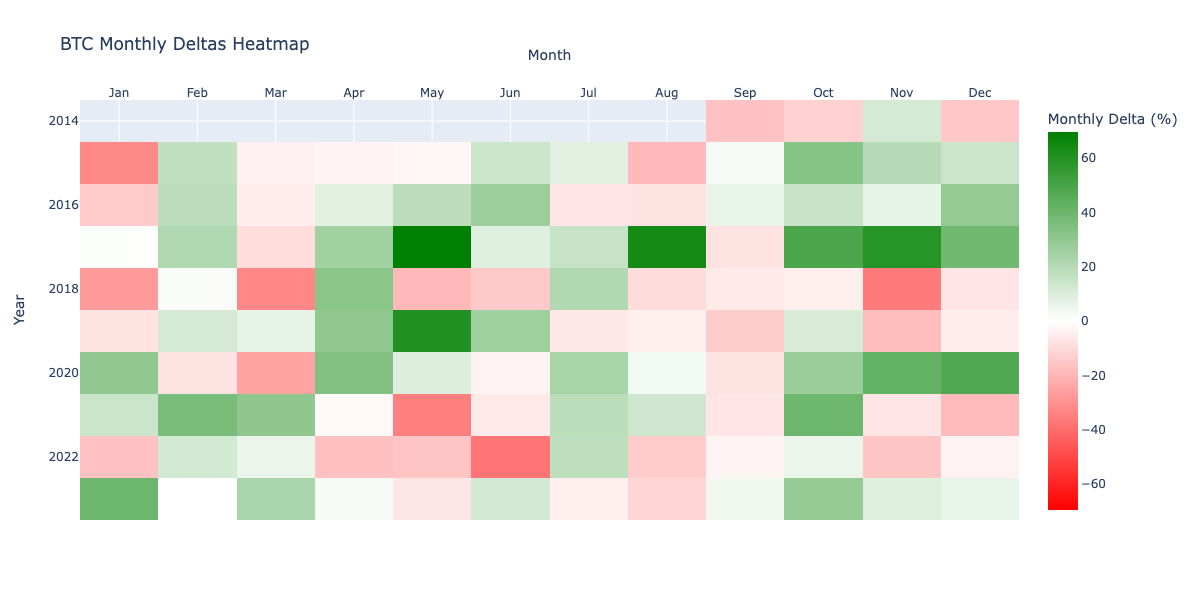 BTC Monthly Deltas Heatmap
Month
Jan Feb Mar Apr May Jun Jul Aug Sep Oct Nov Dec
Monthly Delta (%)
2014
2016
2018
2020
2022
Year
60
40
20
0
−20
−40
−60